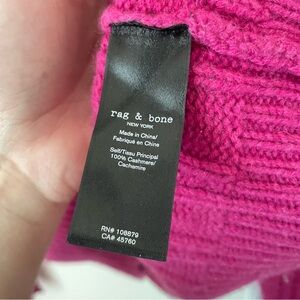 rag & bone
NEW YORK
Made in China/
Fabriqué en Chine
Self/Tissu Principal
100% Cashmere/
Cachemire
RN# 108879
CA# 45760